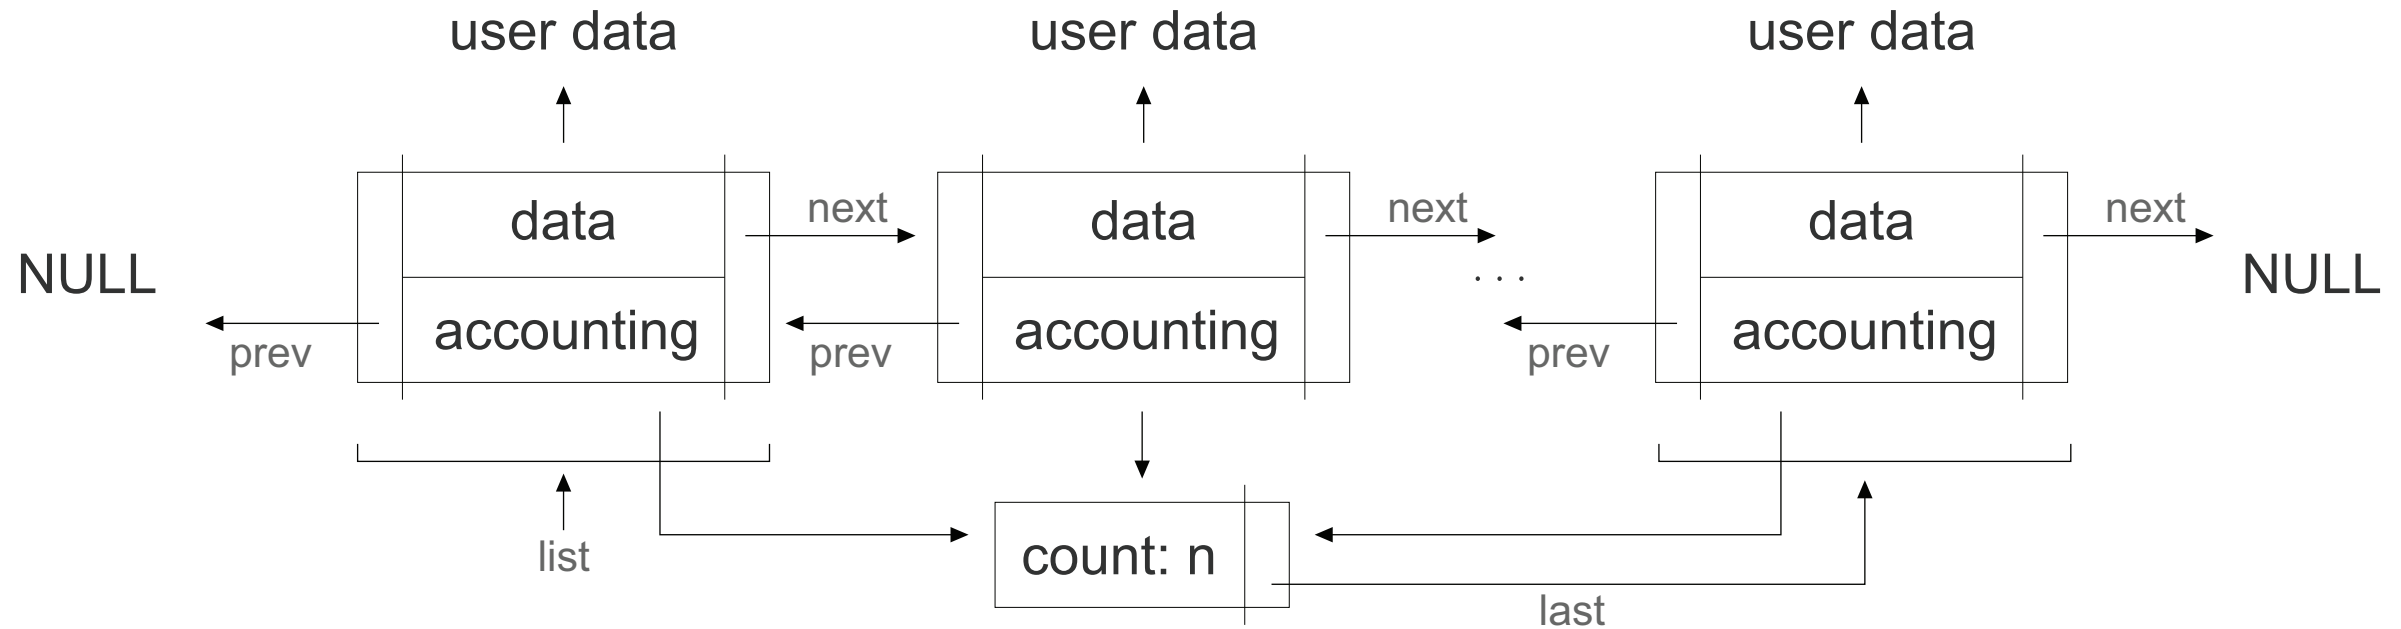 user data
user data
user data
data
next
data
next
data
next
NULL
. . .
NULL
accounting
prev
accounting
prev
accounting
prev
list
count: n
last